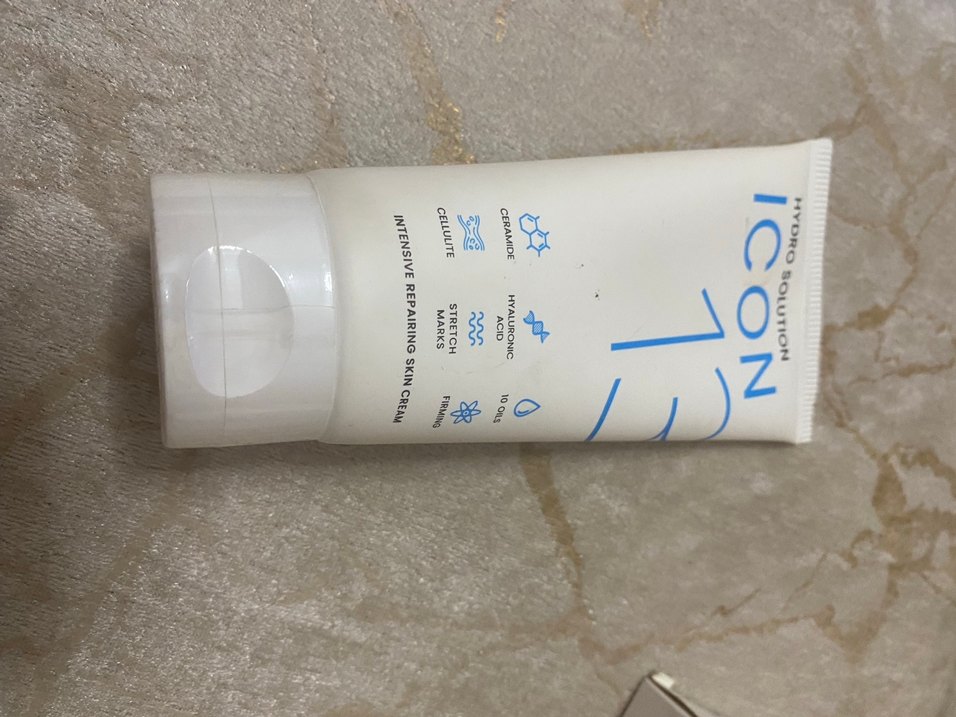 HYDRO SOLUTION
ICON
13
CERAMIDE
HYALURONIC
ACID
10 OILS
CELLULITE
STRETCH
MARKS
FIRMING
INTENSIVE REPAIRING SKIN CREAM